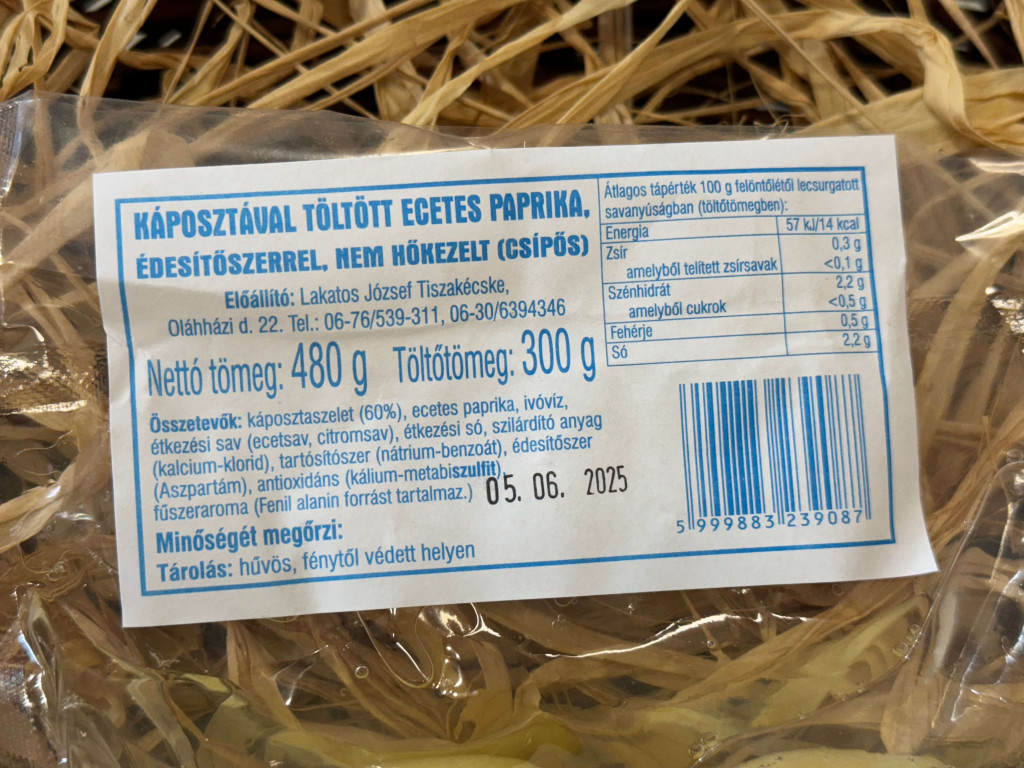 KÁPOSZTÁVAL TÖLTÖTT ECETES PAPRIKA,
ÉDESÍTŐSZERREL, NEM HŐKEZELT (CSÍPŐS)
Előállító: Lakatos József Tiszakécske,
Oláhházi d. 22. Tel.: 06-76/539-311, 06-30/6394346
Nettó tömeg: 480 g Töltőtömeg: 300 g
Összetevők: káposztaszelet (60%), ecetes paprika, ivóvíz,
étkezési sav (ecetsav, citromsav), étkezési só, szilárdító anyag
(kalcium-klorid), tartósítószer (nátrium-benzoát), édesítőszer
(Aszpartám), antioxidáns (kálium-metabiszulfit),
fűszeraroma (Fenil alanin forrást tartalmaz.)
05. 06. 2025
Minőségét megőrzi:
Tárolás: hűvös, fénytől védett helyen
Átlagos tápérték 100 g felöntőlétől lecsurgatott
savanyúságban (töltőtömegben):
Energia 57 kJ/14 kcal
Zsír 0,3 g
amelyből telített zsírsavak <0,1 g
Szénhidrát 2,2 g
amelyből cukrok <0,5 g
Fehérje 0,5 g
Só 2,2 g
5 999883 239087